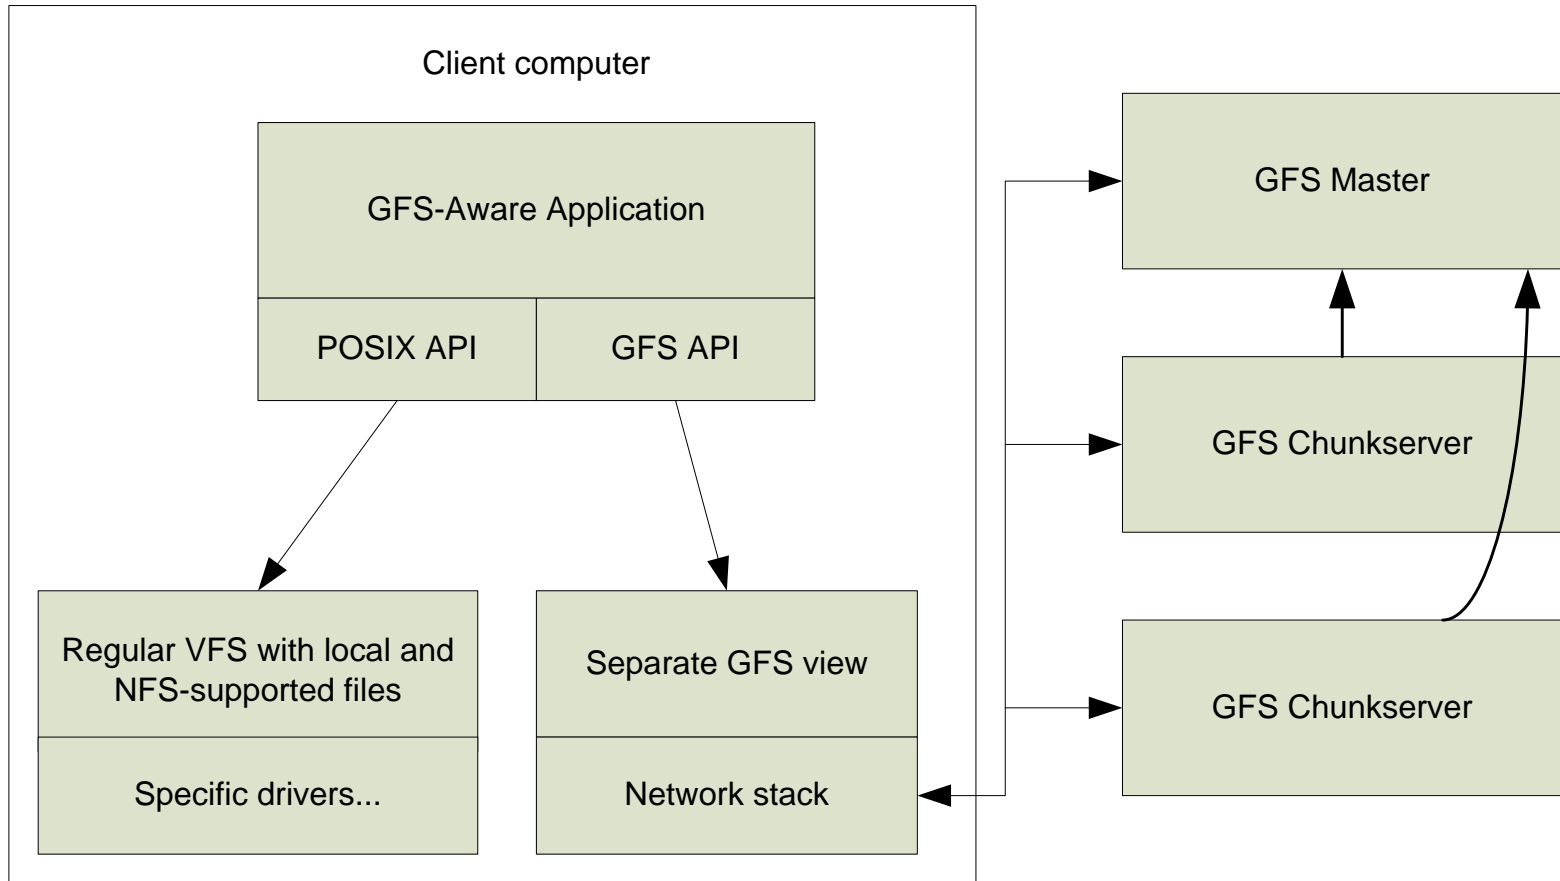 Client computer
GFS-Aware Application
POSIX API
GFS API
Regular VFS with local and
NFS-supported files
Specific drivers...
Separate GFS view
Network stack
GFS Master
GFS Chunkserver
GFS Chunkserver